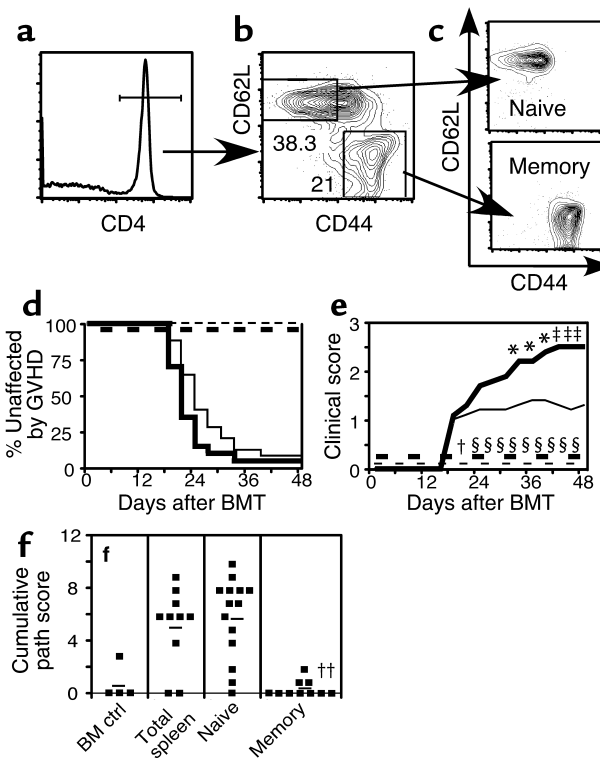 a
CD4
b
CD62L
38.3
21
CD44
c
CD62L
Naive
Memory
CD44
d
% Unaffected
by GVHD
100
75
50
25
0
0 12 24 36 48
Days after BMT
e
Clinical score
3
2
1
0
* * * ‡ ‡ ‡
† § § § § § § § § §
0 12 24 36 48
Days after BMT
f
f
Cumulative
path score
12
8
4
0
††
BM ctrl
Total
spleen
Naive
Memory